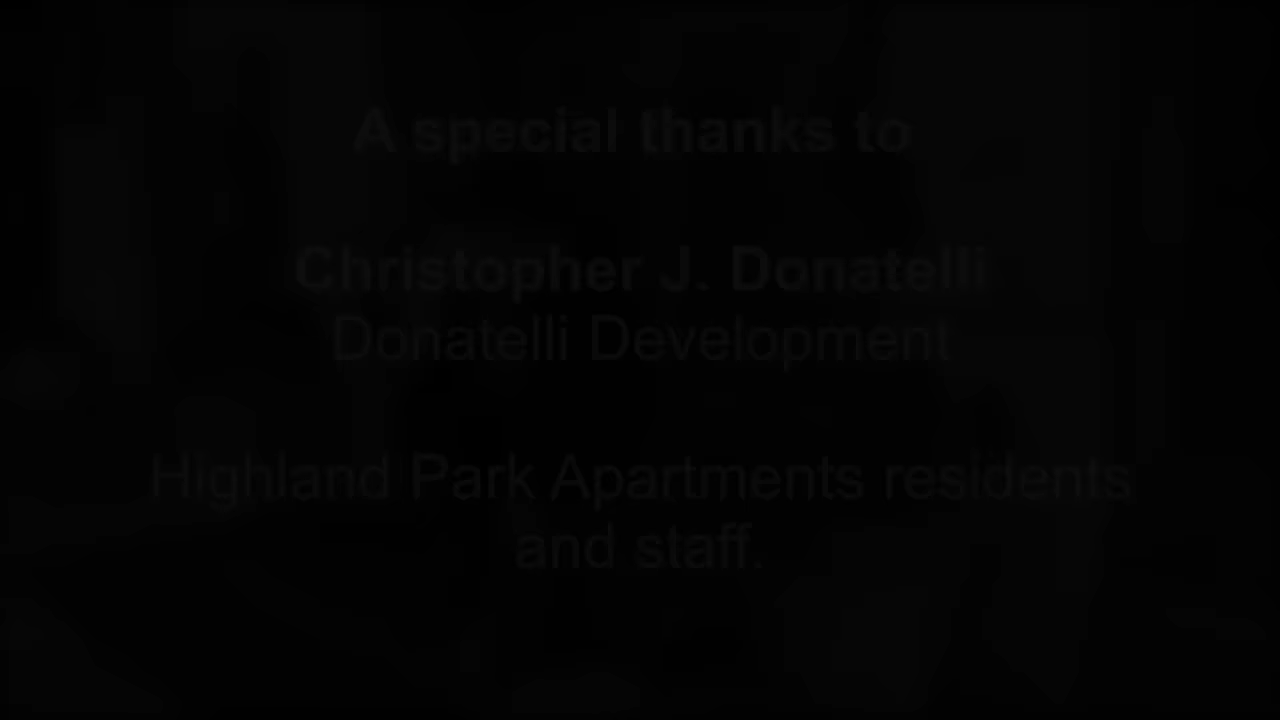 A special thanks to
Christopher J. Donatelli
Donatelli Development
Highland Park Apartments residents
and staff.